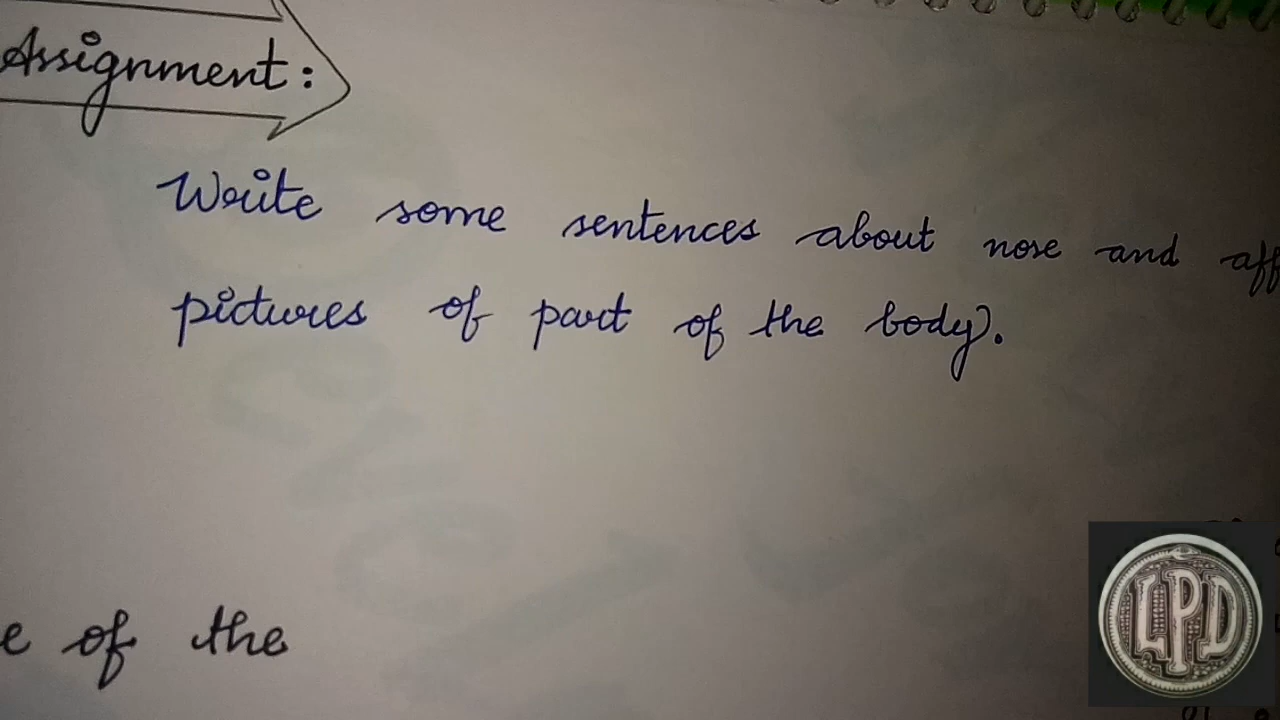 Assignment:
Write some sentences about nose and
pictures of part of the body).
of the
LPD